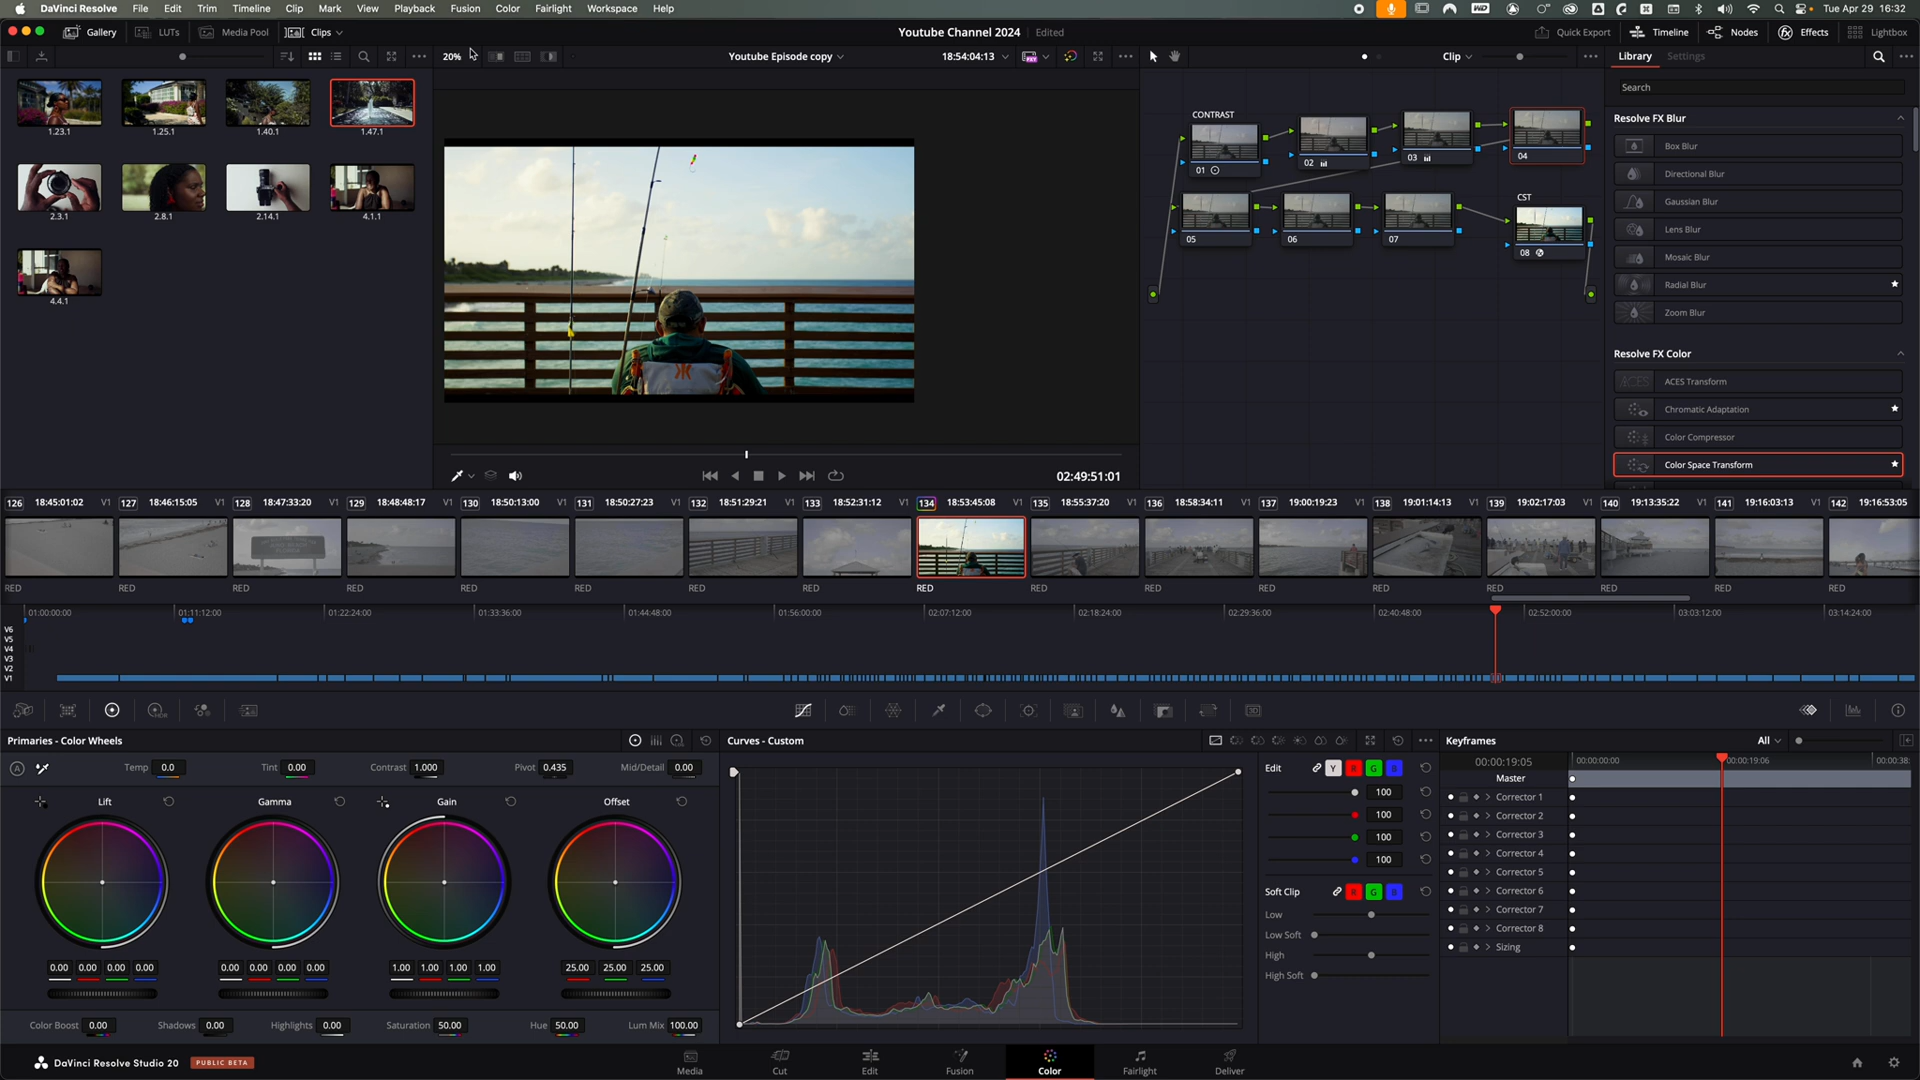 DaVinci Resolve File Edit Trim Timeline Clip Mark View Playback Fusion Color Fairlight Workspace Help Tue Apr 29 16:32
Gallery LUTs Media Pool Clips Youtube Channel 2024 Edited Quick Export Timeline Nodes Effects Lightbox
20% Youtube Episode copy 18:54:04:13 Clip Library Settings
1.23.1 1.25.1 1.40.1 1.47.1
2.3.1 2.8.1 2.14.1 4.1.1
4.4.1
02:49:51:01
CONTRAST
01 02 03 04
CST
05 06 07 08
Search
Resolve FX Blur
Box Blur
Directional Blur
Gaussian Blur
Lens Blur
Mosaic Blur
Radial Blur
Zoom Blur
Resolve FX Color
ACES Transform
Chromatic Adaptation
Color Compressor
Color Space Transform
126 18:45:01:02 V1 127 18:46:15:05 V1 128 18:47:33:20 V1 129 18:48:48:17 V1 130 18:50:13:00 V1 131 18:50:27:23 V1 132 18:51:29:21 V1 133 18:52:31:12 V1 134 18:53:45:08 V1 135 18:55:37:20 V1 136 18:58:34:11 V1 137 19:00:19:23 V1 138 19:01:14:13 V1 139 19:02:17:03 V1 140 19:13:35:22 V1 141 19:16:03:13 V1 142 19:16:53:05
RED RED RED RED RED RED RED RED RED RED RED RED RED RED RED RED RED
01:00:00:00 01:11:12:00 01:22:24:00 01:33:36:00 01:44:48:00 01:56:00:00 02:07:12:00 02:18:24:00 02:29:36:00 02:40:48:00 02:52:00:00 03:03:12:00 03:14:24:00
V6
V5
V4
V3
V2
V1
Primaries - Color Wheels
Temp 0.0 Tint 0.00 Contrast 1.000 Pivot 0.435 Mid/Detail 0.00
Lift Gamma Gain Offset
0.00 0.00 0.00 0.00 0.00 0.00 0.00 0.00 1.00 1.00 1.00 1.00 25.00 25.00 25.00
Color Boost 0.00 Shadows 0.00 Highlights 0.00 Saturation 50.00 Hue 50.00 Lum Mix 100.00
Curves - Custom
Edit Y R G B
100
100
100
100
Soft Clip R G B
Low
Low Soft
High
High Soft
Keyframes All
00:00:19:05 00:00:00:00 00:00:19:06 00:00:38:
Master
Corrector 1
Corrector 2
Corrector 3
Corrector 4
Corrector 5
Corrector 6
Corrector 7
Corrector 8
Sizing
DaVinci Resolve Studio 20 PUBLIC BETA
Media Cut Edit Fusion Color Fairlight Deliver